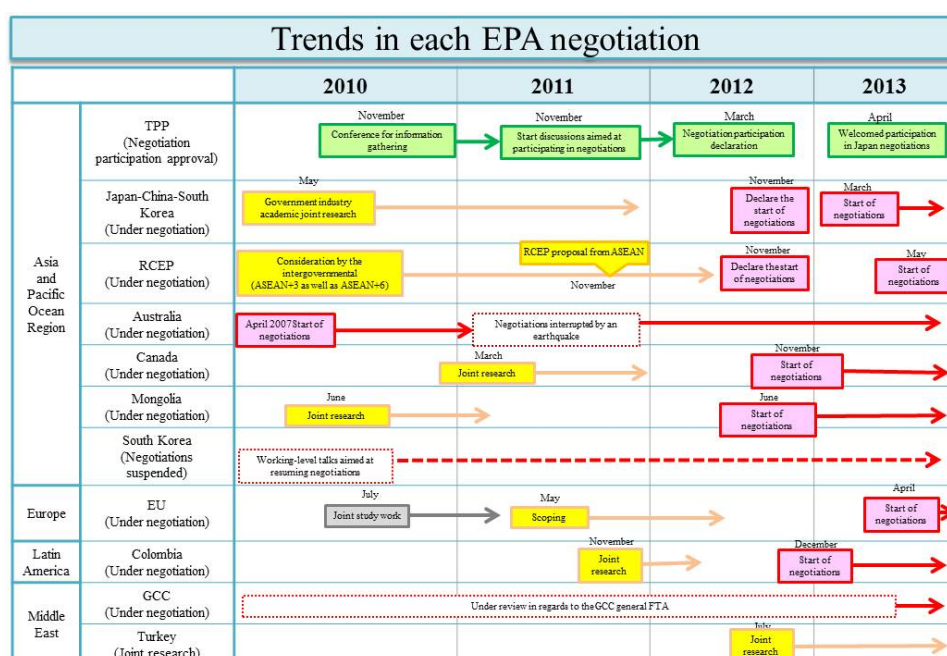 Trends in each EPA negotiation
2010
2011
2012
2013
Asia
and
Pacific
Ocean
Region
TPP
(Negotiation
participation approval)
November
Conference for information
gathering
November
Start discussions aimed at
participating in negotiations
March
Negotiation participation
declaration
April
Welcomed participation
in Japan negotiations
Japan-China-South
Korea
(Under negotiation)
May
Government industry
academic joint research
November
Declare the
start of
negotiations
March
Start of
negotiations
RCEP
(Under negotiation)
Consideration by the
intergovernmental
(ASEAN+3 as well as ASEAN+6)
RCEP proposal from ASEAN
November
November
Declare the start
of negotiations
May
Start of
negotiations
Australia
(Under negotiation)
April 2007 Start of
negotiations
Negotiations interrupted by an
earthquake
Canada
(Under negotiation)
March
Joint research
November
Start of
negotiations
Mongolia
(Under negotiation)
June
Joint research
June
Start of
negotiations
South Korea
(Negotiations
suspended)
Working-level talks aimed at
resuming negotiations
Europe
EU
(Under negotiation)
July
Joint study work
May
Scoping
April
Start of
negotiations
Latin
America
Colombia
(Under negotiation)
November
Joint
research
December
Start of
negotiations
Middle
East
GCC
(Under negotiation)
Under review in regards to the GCC general FTA
Turkey
(Joint research)
July
Joint
research